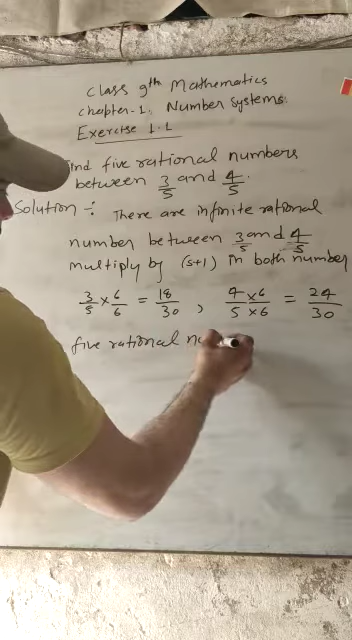 Class 9th Mathematics
Chapter-1. Number Systems.
Exercise 1.1
find five rational numbers
between 3/5 and 4/5.
Solution :- There are infinite rational
number between 3/5 and 4/5
multiply by (5+1) in both number
3/5 × 6/6 = 18/30 , 4×6/5×6 = 24/30
five rational